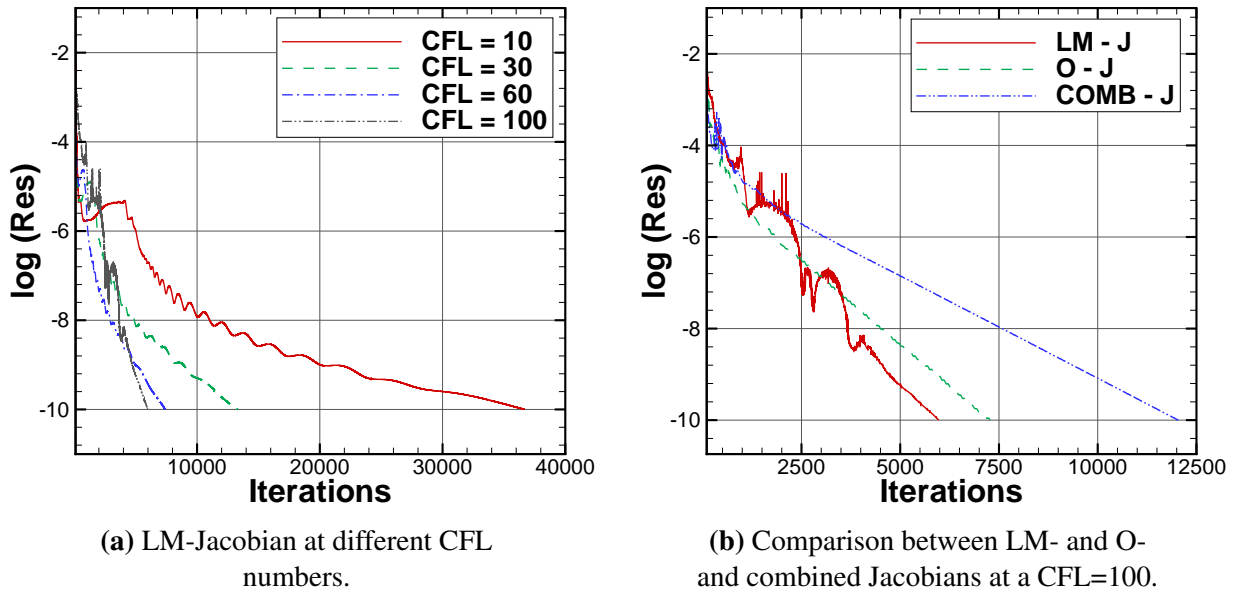 CFL = 10
CFL = 30
CFL = 60
CFL = 100
-2
-4
-6
-8
-10
log (Res)
10000 20000 30000 40000
Iterations
(a) LM-Jacobian at different CFL
numbers.
LM - J
O - J
COMB - J
-2
-4
-6
-8
-10
log (Res)
2500 5000 7500 10000 12500
Iterations
(b) Comparison between LM- and O-
and combined Jacobians at a CFL=100.